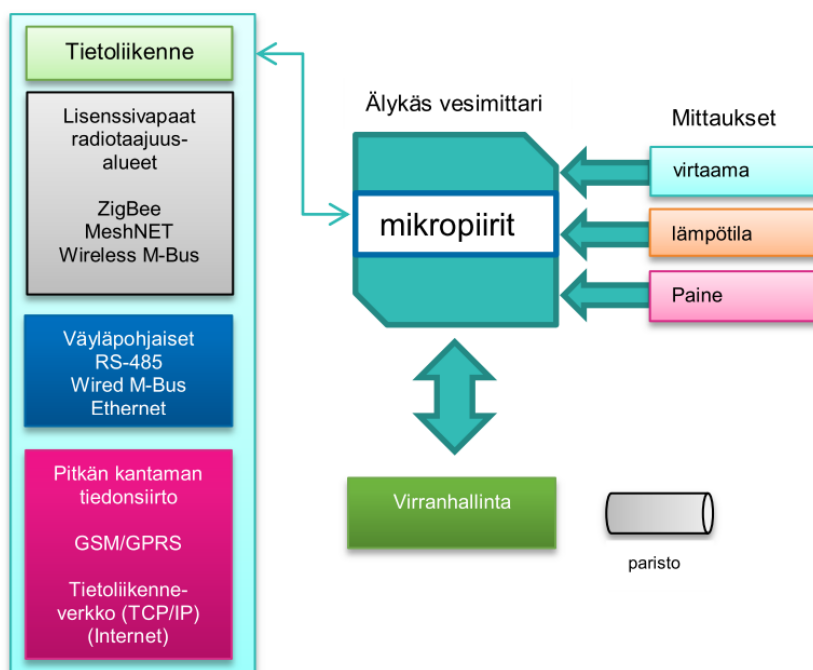 Tietoliikenne
Lisenssivapaat
radiotaajuus-
alueet
ZigBee
MeshNET
Wireless M-Bus
Väyläpohjaiset
RS-485
Wired M-Bus
Ethernet
Pitkän kantaman
tiedonsiirto
GSM/GPRS
Tietoliikenne-
verkko (TCP/IP)
(Internet)
Älykäs vesimittari
mikropiirit
Mittaukset
virtaama
lämpötila
Paine
Virranhallinta
paristo